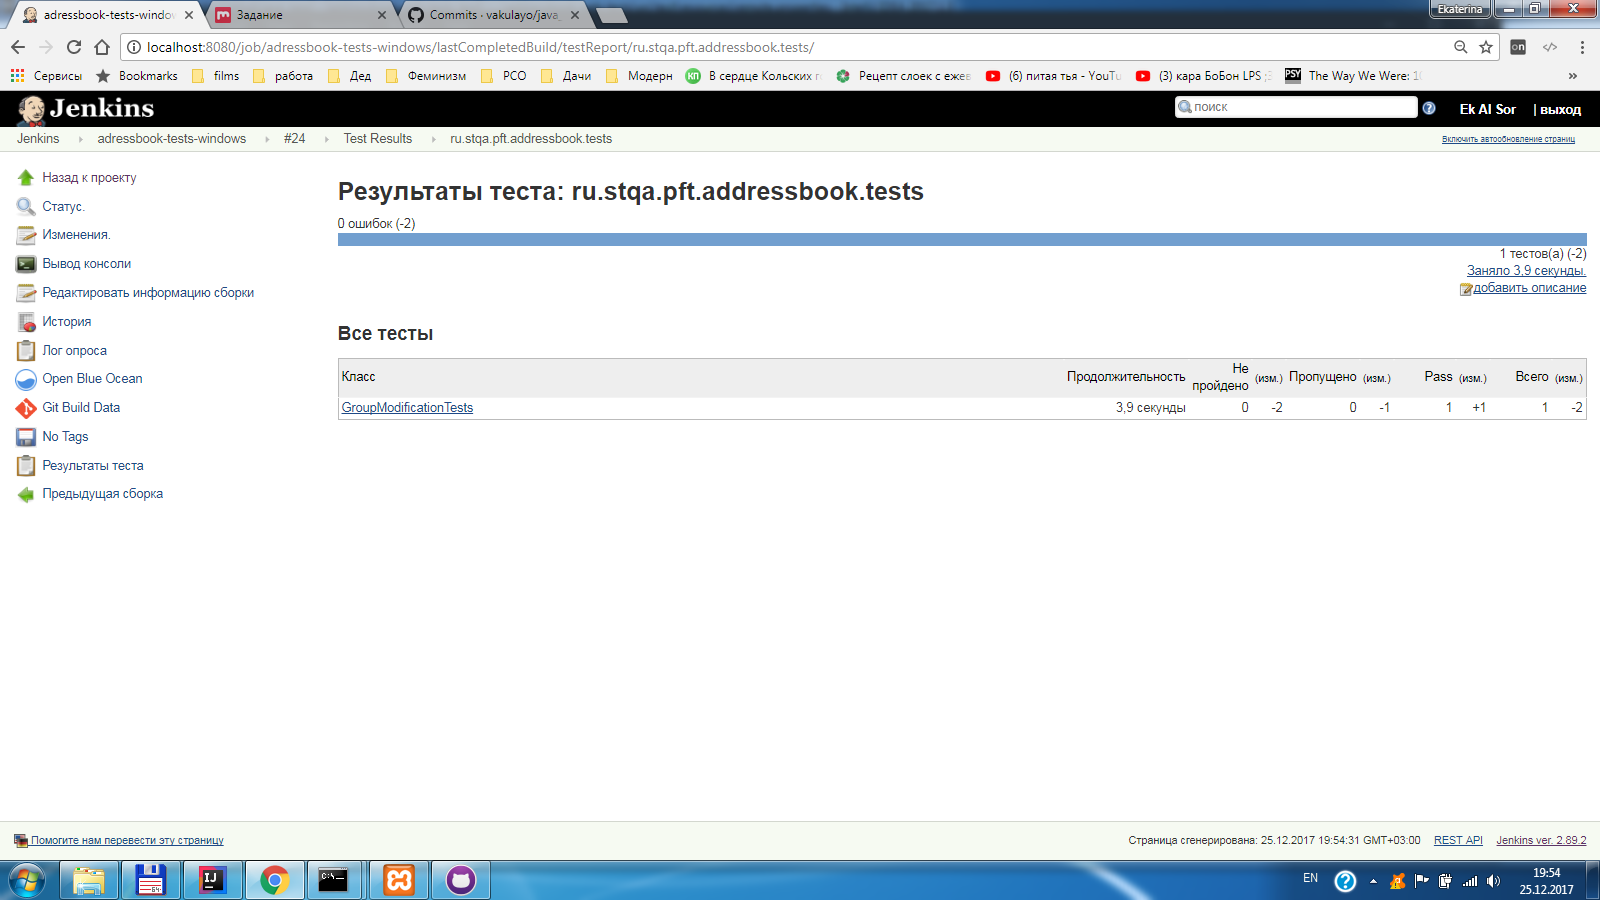 adressbook-tests-windo
Задание
Commits - vakulayo/java_
Ekaterina
localhost:8080/job/adressbook-tests-windows/lastCompletedBuild/testReport/ru.stqa.pft.addressbook.tests/
on
Сервисы
Bookmarks
films
работа
Дед
Феминизм
РСО
Дачи
Модерн
КП
В сердце Кольских г
Рецепт слоек с ежев
(6) питая тья - YouTu
(3) кара БоБон LPS ;
PSY
The Way We Were: 1
Jenkins
поиск
Ek Al Sor
| выход
Jenkins
adressbook-tests-windows
#24
Test Results
ru.stqa.pft.addressbook.tests
Включить автообновление страниц
Назад к проекту
Статус.
Изменения.
Вывод консоли
Редактировать информацию сборки
История
Лог опроса
Open Blue Ocean
Git Build Data
No Tags
Результаты теста
Предыдущая сборка
Результаты теста: ru.stqa.pft.addressbook.tests
0 ошибок (-2)
1 тестов(а) (-2)
Заняло 3,9 секунды.
добавить описание
Все тесты
Класс Продолжительность Не пройдено (изм.) Пропущено (изм.) Pass (изм.) Всего (изм.)
GroupModificationTests 3,9 секунды 0 -2 0 -1 1 +1 1 -2
Помогите нам перевести эту страницу
Страница сгенерирована: 25.12.2017 19:54:31 GMT+03:00
REST API
Jenkins ver. 2.89.2
64
IJ
C:\
EN
19:54
25.12.2017